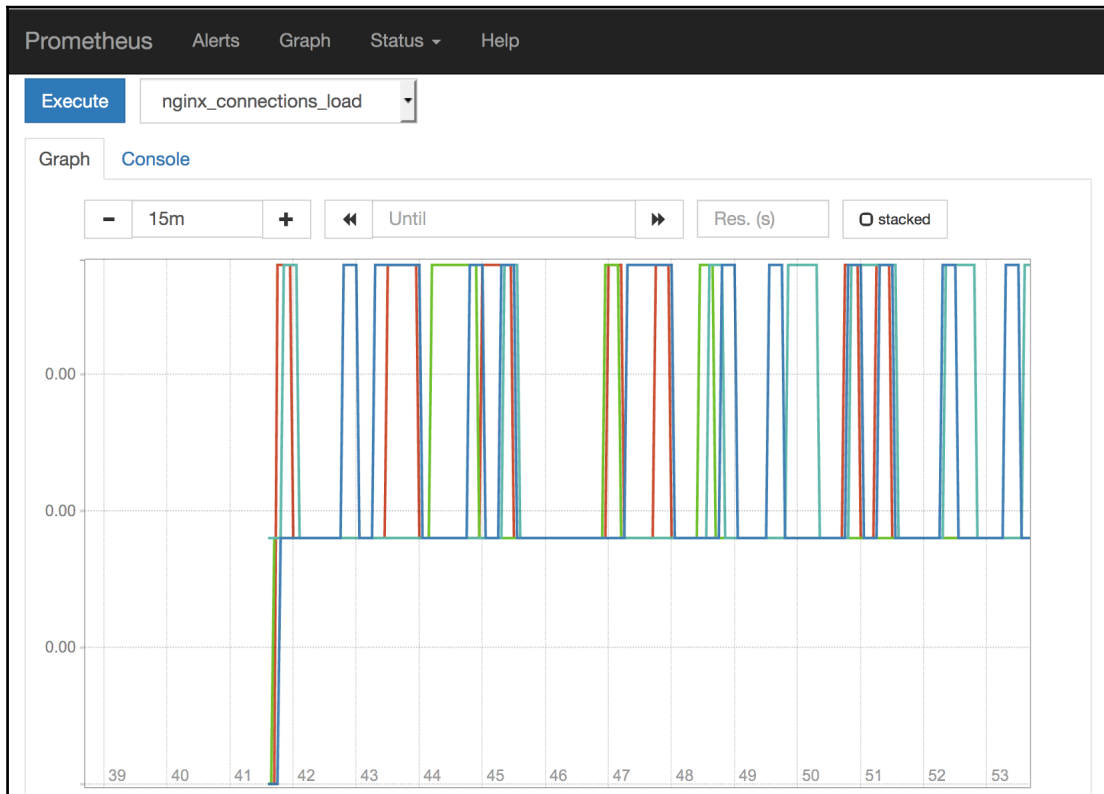 Prometheus Alerts Graph Status Help
Execute nginx_connections_load
Graph Console
15m Until Res. (s) stacked
0.00
0.00
0.00
39 40 41 42 43 44 45 46 47 48 49 50 51 52 53